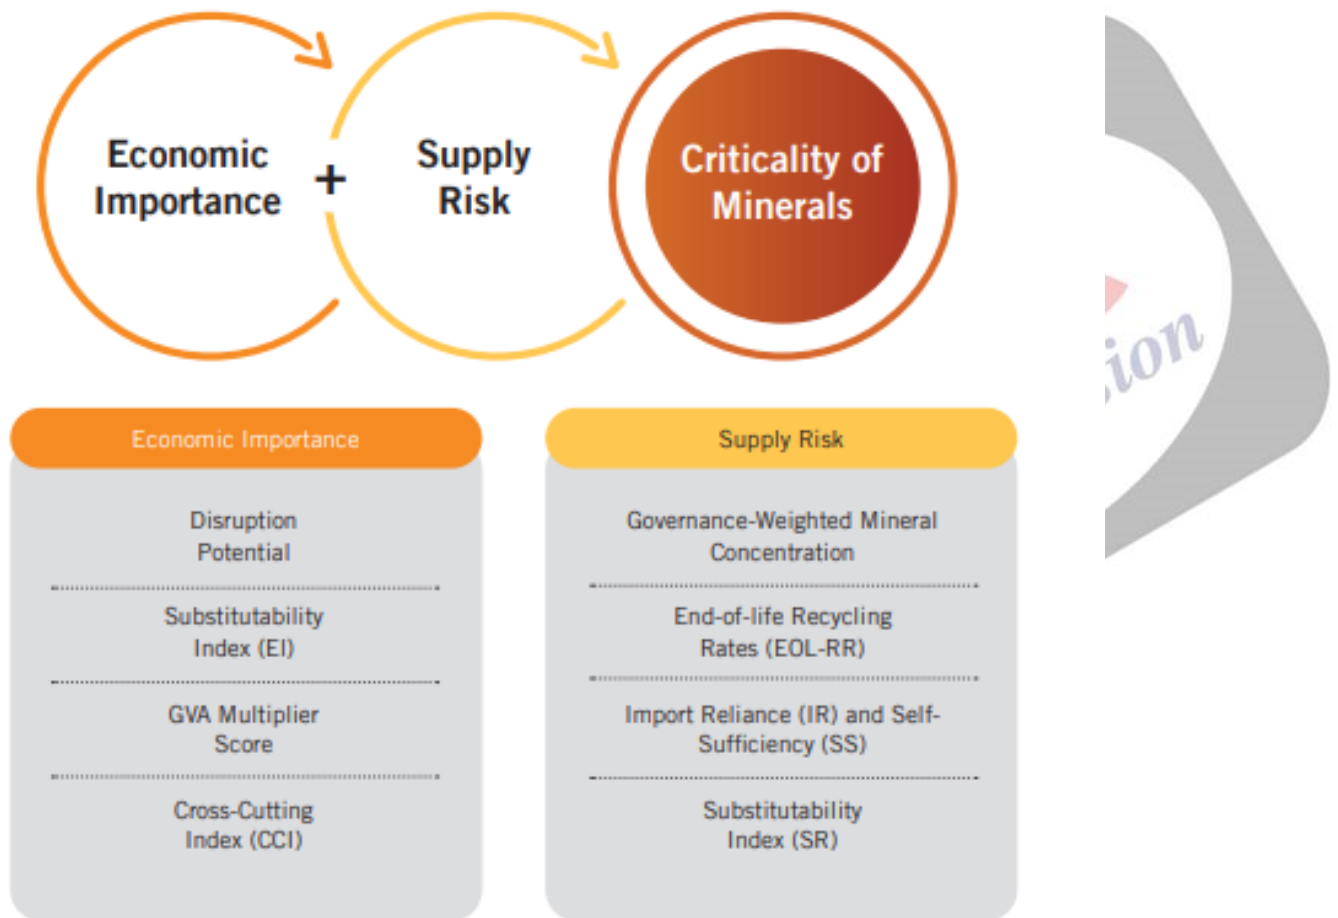 Economic
Importance
+
Supply
Risk
Criticality of
Minerals
Economic Importance
Disruption
Potential
Substitutability
Index (EI)
GVA Multiplier
Score
Cross-Cutting
Index (CCI)
Supply Risk
Governance-Weighted Mineral
Concentration
End-of-life Recycling
Rates (EOL-RR)
Import Reliance (IR) and Self-
Sufficiency (SS)
Substitutability
Index (SR)
ion